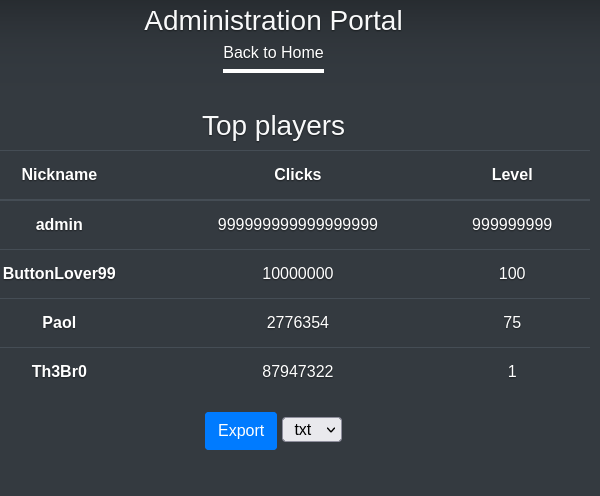 Administration Portal
Back to Home
Top players
Nickname Clicks Level
admin 999999999999999999 999999999
ButtonLover99 10000000 100
Paol 2776354 75
Th3Br0 87947322 1
Export txt